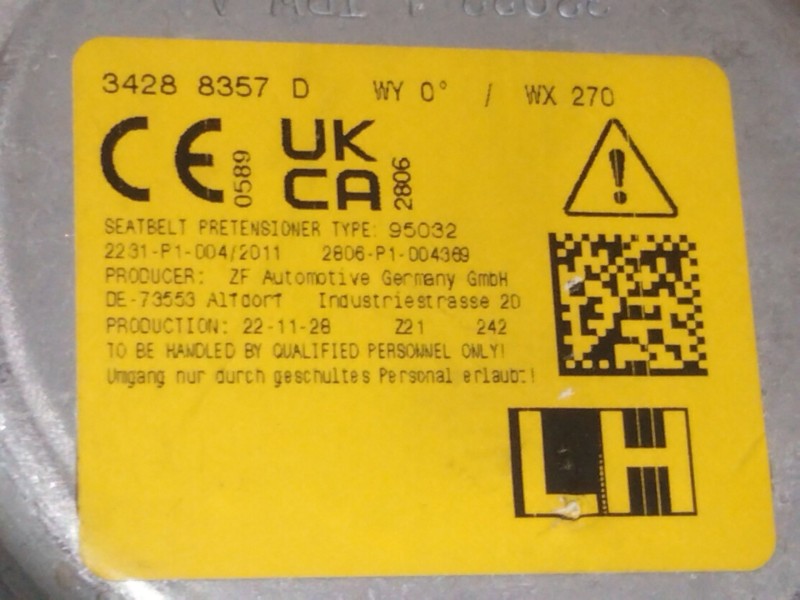 3428 8357 D WY 0° / WX 270
CE 0589 UK CA 2806
SEATBELT PRETENSIONER TYPE: 95032
2231-P1-004/2011 2806-P1-004369
PRODUCER: ZF Automotive Germany GmbH
DE-73553 Alfdorf Industriestrasse 20
PRODUCTION: 22-11-28 Z21 242
TO BE HANDLED BY QUALIFIED PERSONNEL ONLY!
Umgang nur durch geschultes Personal erlaubt!
LH